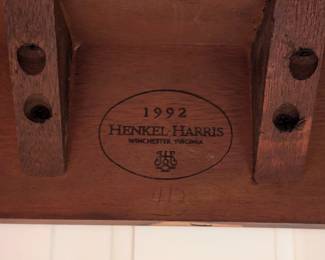 1992
HENKEL HARRIS
WINCHESTER, VIRGINIA